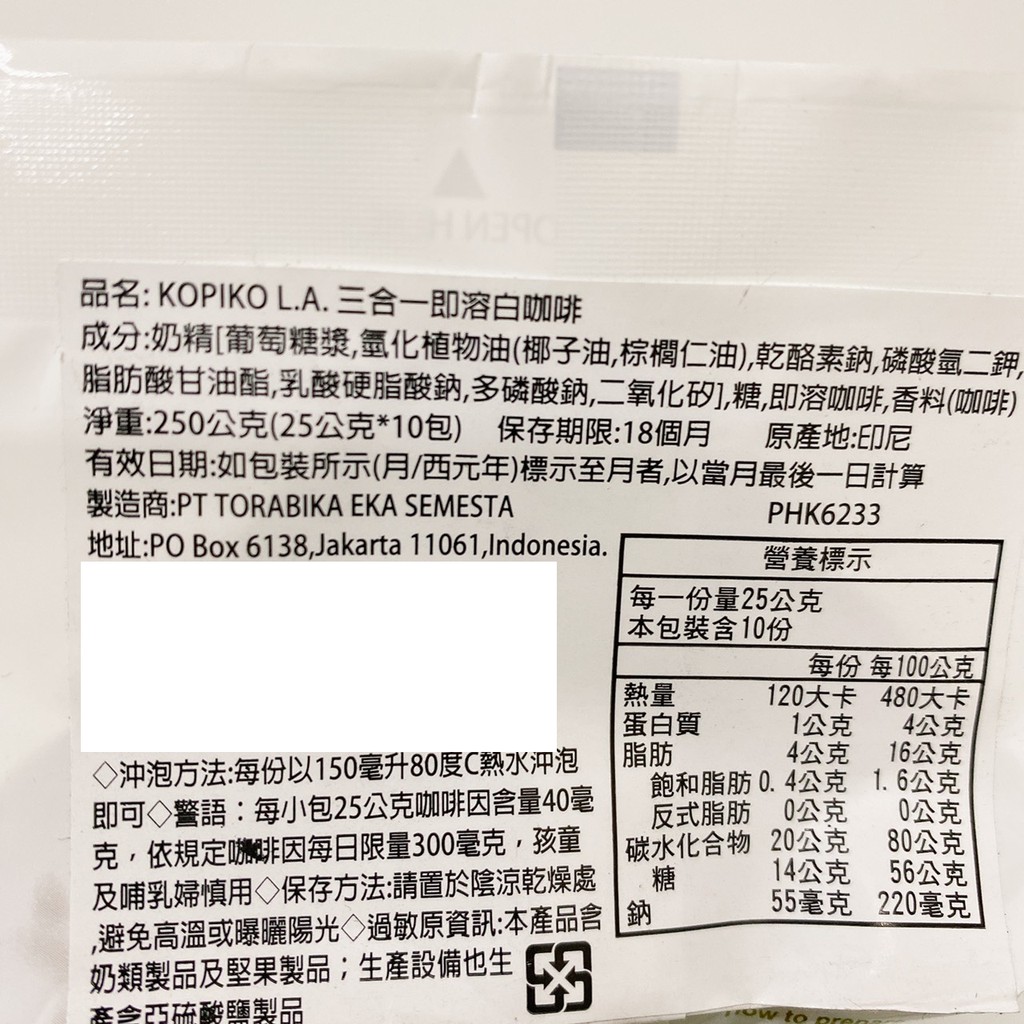 品名: KOPIKO L.A. 三合一即溶白咖啡
成分:奶精[葡萄糖漿,氫化植物油(椰子油,棕櫚仁油),乾酪素鈉,磷酸氫二鉀,
脂肪酸甘油酯,乳酸硬脂酸鈉,多磷酸鈉,二氧化矽],糖,即溶咖啡,香料(咖啡)
淨重:250公克(25公克*10包) 保存期限:18個月 原產地:印尼
有效日期:如包裝所示(月/西元年)標示至月者,以當月最後一日計算
製造商:PT TORABIKA EKA SEMESTA PHK6233
地址:PO Box 6138,Jakarta 11061,Indonesia.
營養標示
每一份量25公克
本包裝含10份
每份 每100公克
熱量 120大卡 480大卡
蛋白質 1公克 4公克
脂肪 4公克 16公克
飽和脂肪 0.4公克 1.6公克
反式脂肪 0公克 0公克
碳水化合物 20公克 80公克
糖 14公克 56公克
鈉 55毫克 220毫克
◇沖泡方法:每份以150毫升80度C熱水沖泡
即可◇警語：每小包25公克咖啡因含量40毫
克，依規定咖啡因每日限量300毫克，孩童
及哺乳婦慎用◇保存方法:請置於陰涼乾燥處
,避免高溫或曝曬陽光◇過敏原資訊:本產品含
奶類製品及堅果製品；生產設備也生
產含亞硫酸鹽製品
OPEN H
how to prepa